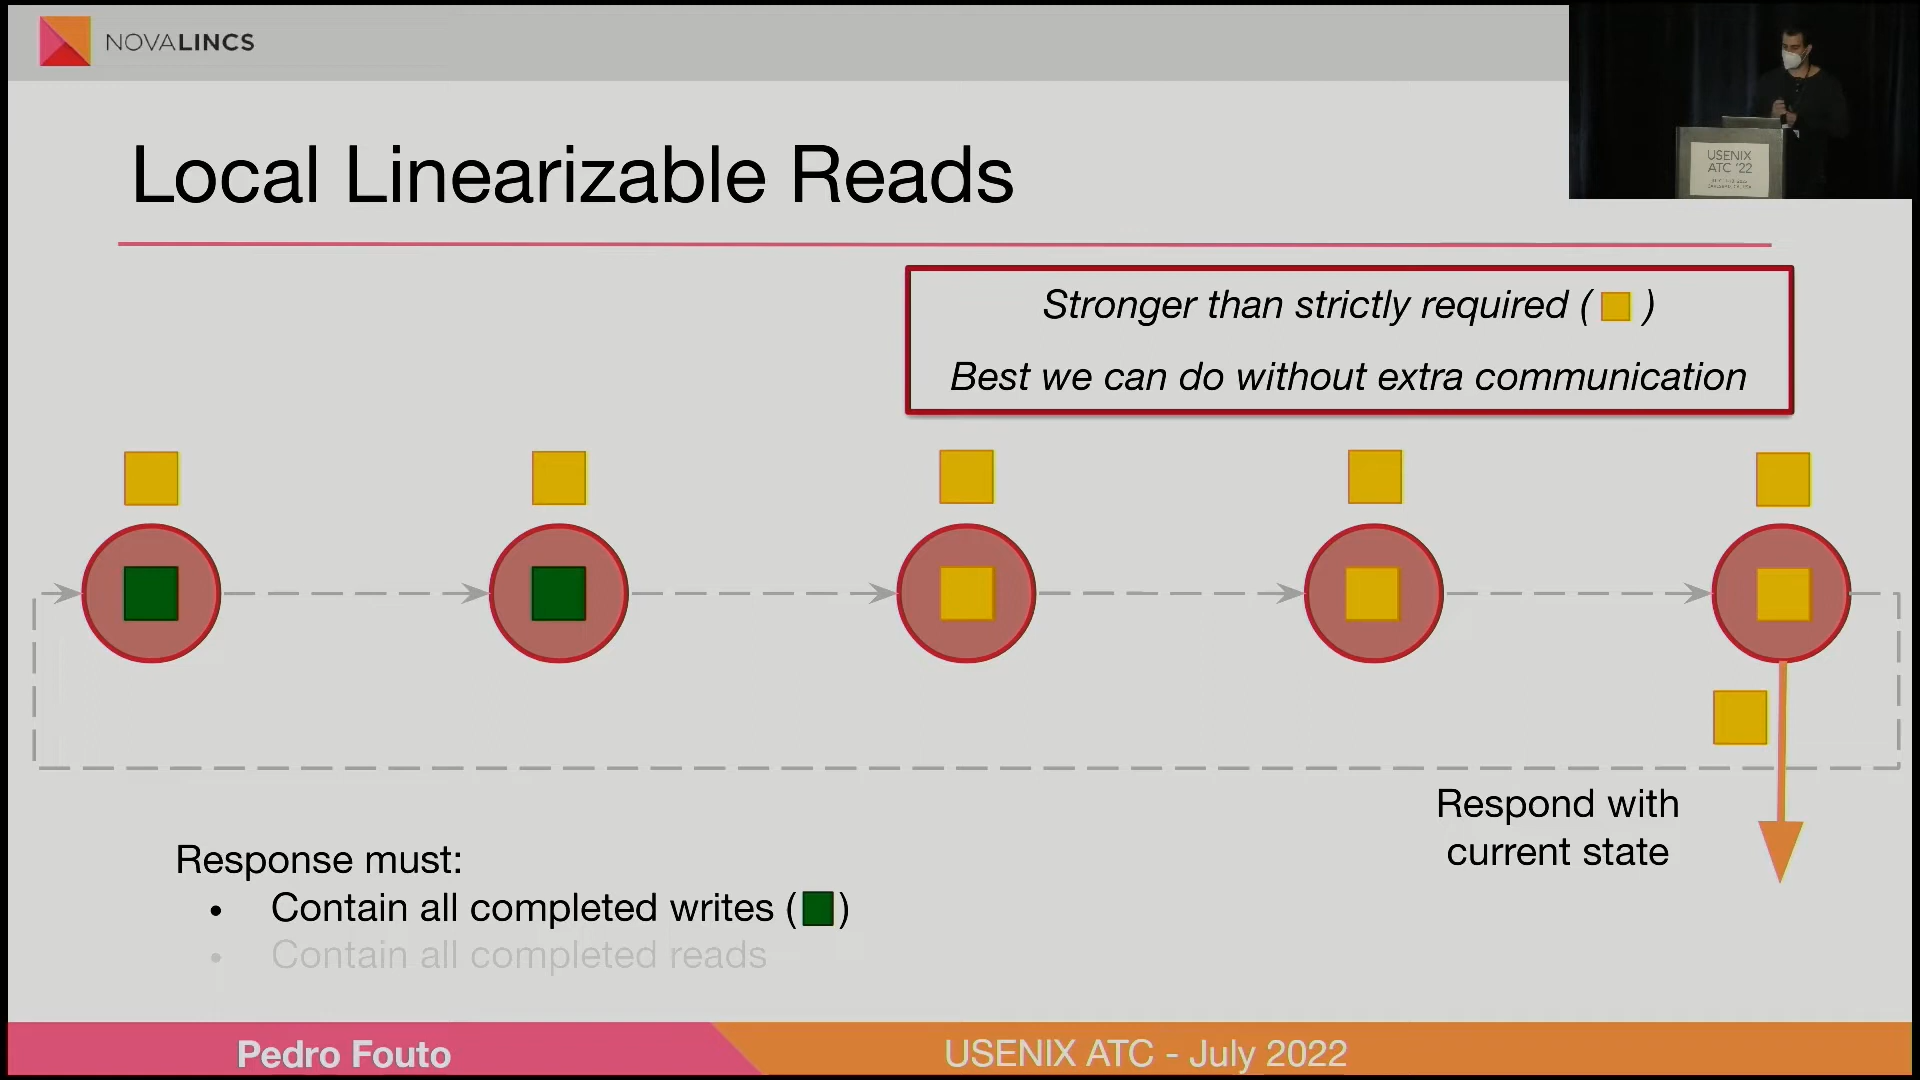 NOVALINCS
USENIX
ATC '22
Local Linearizable Reads
Stronger than strictly required ( )
Best we can do without extra communication
Respond with
current state
Response must:
• Contain all completed writes ( )
• Contain all completed reads
Pedro Fouto
USENIX ATC - July 2022